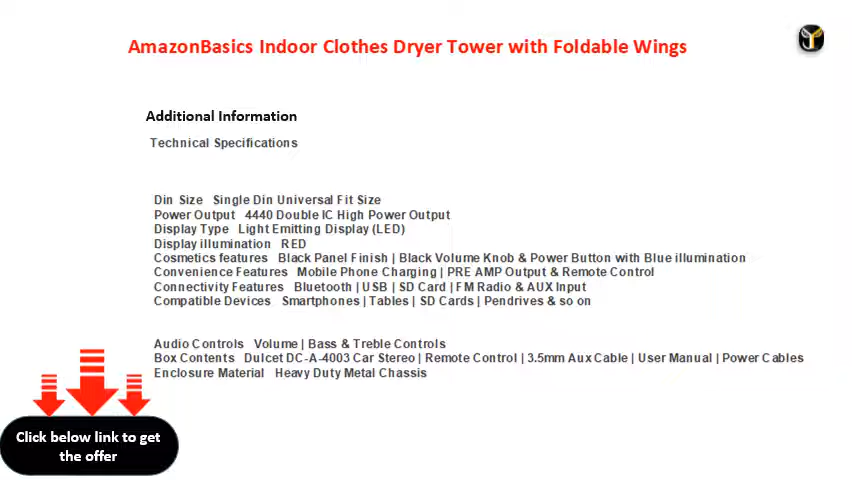 AmazonBasics Indoor Clothes Dryer Tower with Foldable Wings
Additional Information
Technical Specifications
Din Size Single Din Universal Fit Size
Power Output 4440 Double IC High Power Output
Display Type Light Emitting Display (LED)
Display illumination RED
Cosmetics features Black Panel Finish | Black Volume Knob & Power Button with Blue illumination
Convenience Features Mobile Phone Charging | PRE AMP Output & Remote Control
Connectivity Features Bluetooth | USB | SD Card | FM Radio & AUX Input
Compatible Devices Smartphones | Tables | SD Cards | Pendrives & so on
Audio Controls Volume | Bass & Treble Controls
Box Contents Dulcet DC-A-4003 Car Stereo | Remote Control | 3.5mm Aux Cable | User Manual | Power Cables
Enclosure Material Heavy Duty Metal Chassis
Click below link to get
the offer